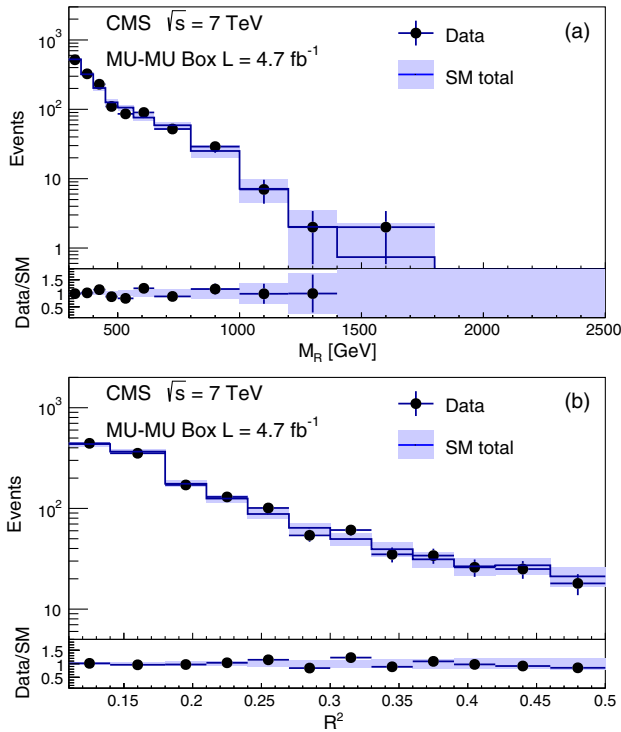 CMS √s = 7 TeV
(a)
MU-MU Box L = 4.7 fb⁻¹
Data
SM total
Events
10³
10²
10
1
Data/SM
1.5
0.5
500 1000 1500 2000 2500
M_R [GeV]
CMS √s = 7 TeV
(b)
MU-MU Box L = 4.7 fb⁻¹
Data
SM total
Events
10³
10²
10
Data/SM
1.5
0.5
0.15 0.2 0.25 0.3 0.35 0.4 0.45 0.5
R²